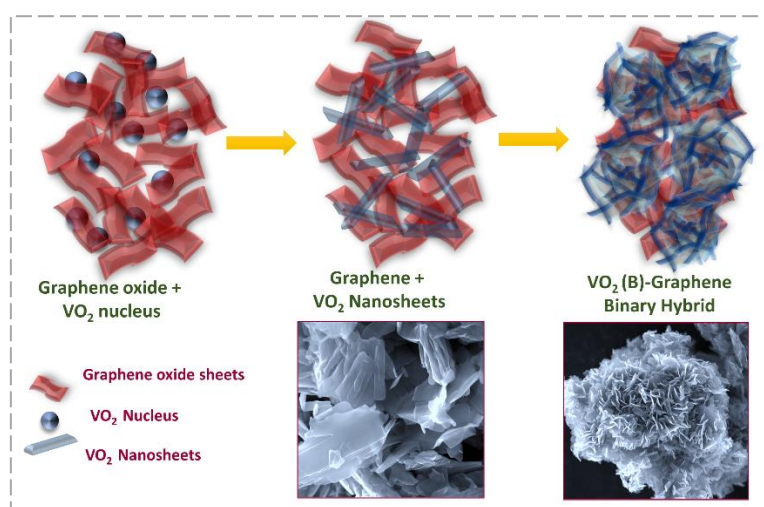 Graphene oxide +
VO₂ nucleus
Graphene +
VO₂ Nanosheets
VO₂ (B)-Graphene
Binary Hybrid
Graphene oxide sheets
VO₂ Nucleus
VO₂ Nanosheets